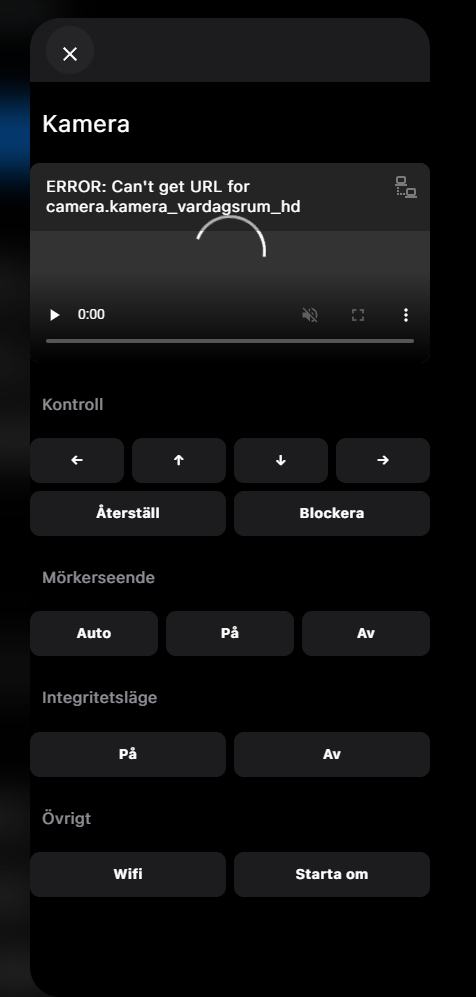 Kamera
ERROR: Can't get URL for
camera.kamera_vardagsrum_hd
0:00
Kontroll
← ↑ ↓ →
Återställ Blockera
Mörkerseende
Auto På Av
Integritetsläge
På Av
Övrigt
Wifi Starta om